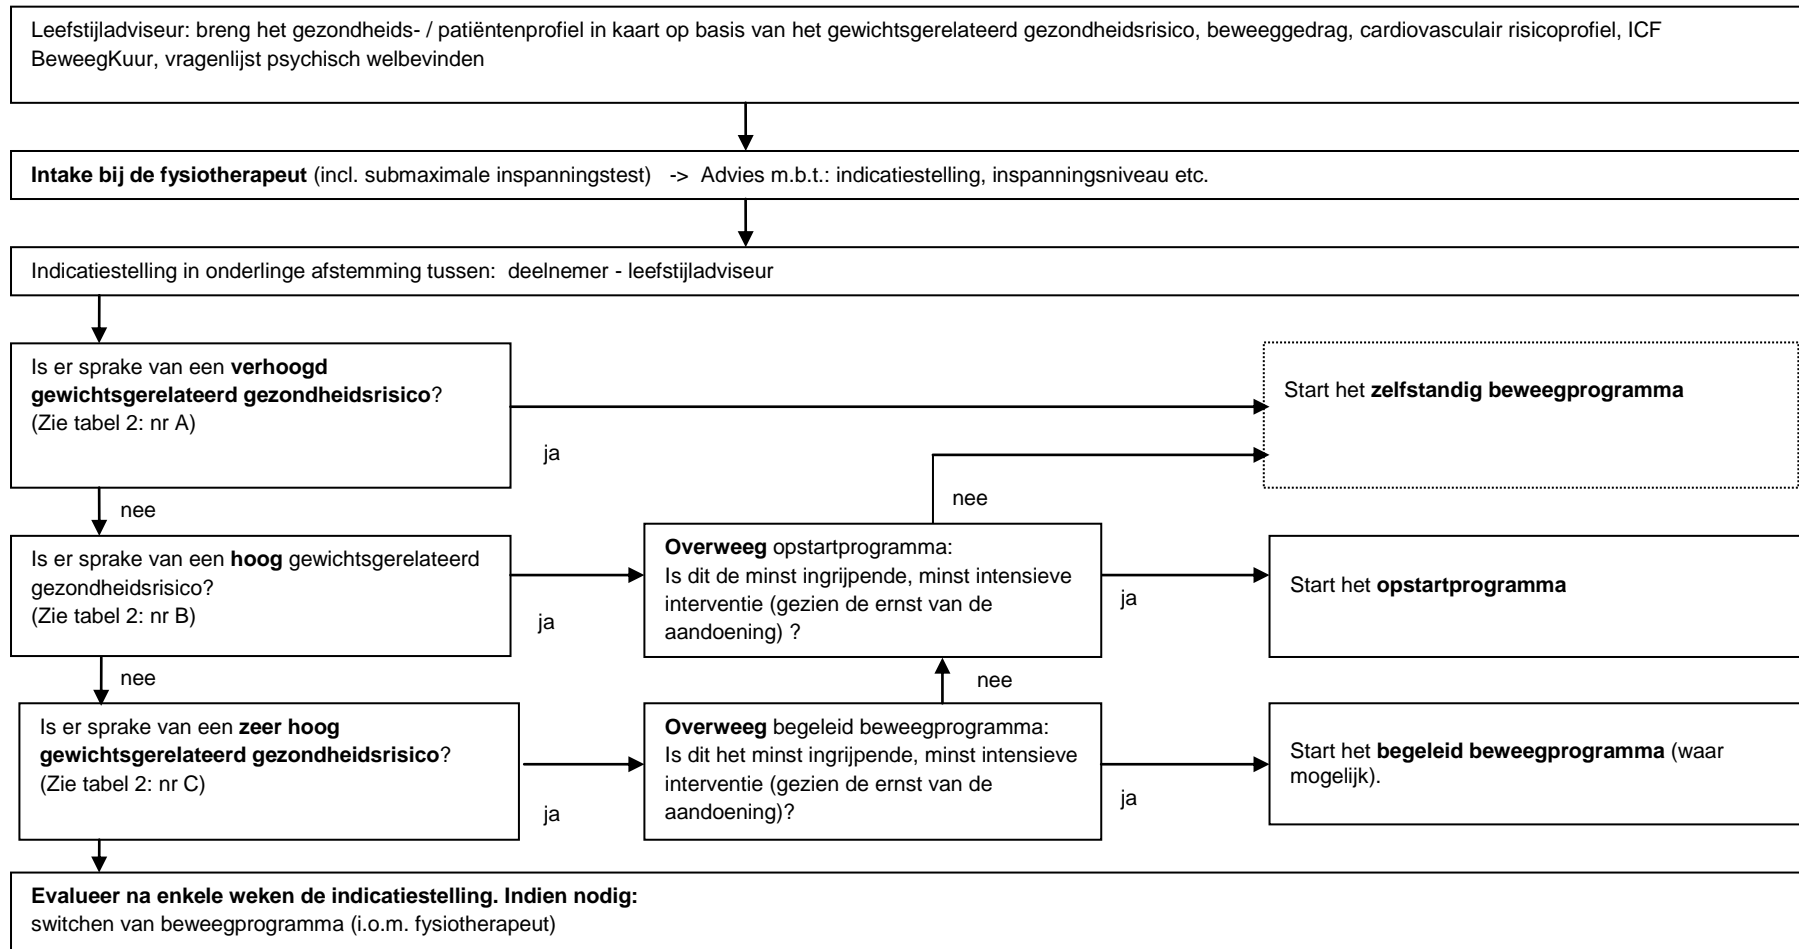 Leefstijladviseur: breng het gezondheids- / patiëntenprofiel in kaart op basis van het gewichtsgerelateerd gezondheidsrisico, beweeggedrag, cardiovasculair risicoprofiel, ICF
BeweegKuur, vragenlijst psychisch welbevinden
Intake bij de fysiotherapeut (incl. submaximale inspanningstest) -> Advies m.b.t.: indicatiestelling, inspanningsniveau etc.
Indicatiestelling in onderlinge afstemming tussen: deelnemer - leefstijladviseur
Is er sprake van een verhoogd
gewichtsgerelateerd gezondheidsrisico?
(Zie tabel 2: nr A)
ja
Start het zelfstandig beweegprogramma
nee
nee
Is er sprake van een hoog gewichtsgerelateerd
gezondheidsrisico?
(Zie tabel 2: nr B)
ja
Overweeg opstartprogramma:
Is dit de minst ingrijpende, minst intensieve
interventie (gezien de ernst van de
aandoening) ?
ja
Start het opstartprogramma
nee
nee
Is er sprake van een zeer hoog
gewichtsgerelateerd gezondheidsrisico?
(Zie tabel 2: nr C)
ja
Overweeg begeleid beweegprogramma:
Is dit het minst ingrijpende, minst intensieve
interventie (gezien de ernst van de
aandoening)?
ja
Start het begeleid beweegprogramma (waar
mogelijk).
Evalueer na enkele weken de indicatiestelling. Indien nodig:
switchen van beweegprogramma (i.o.m. fysiotherapeut)